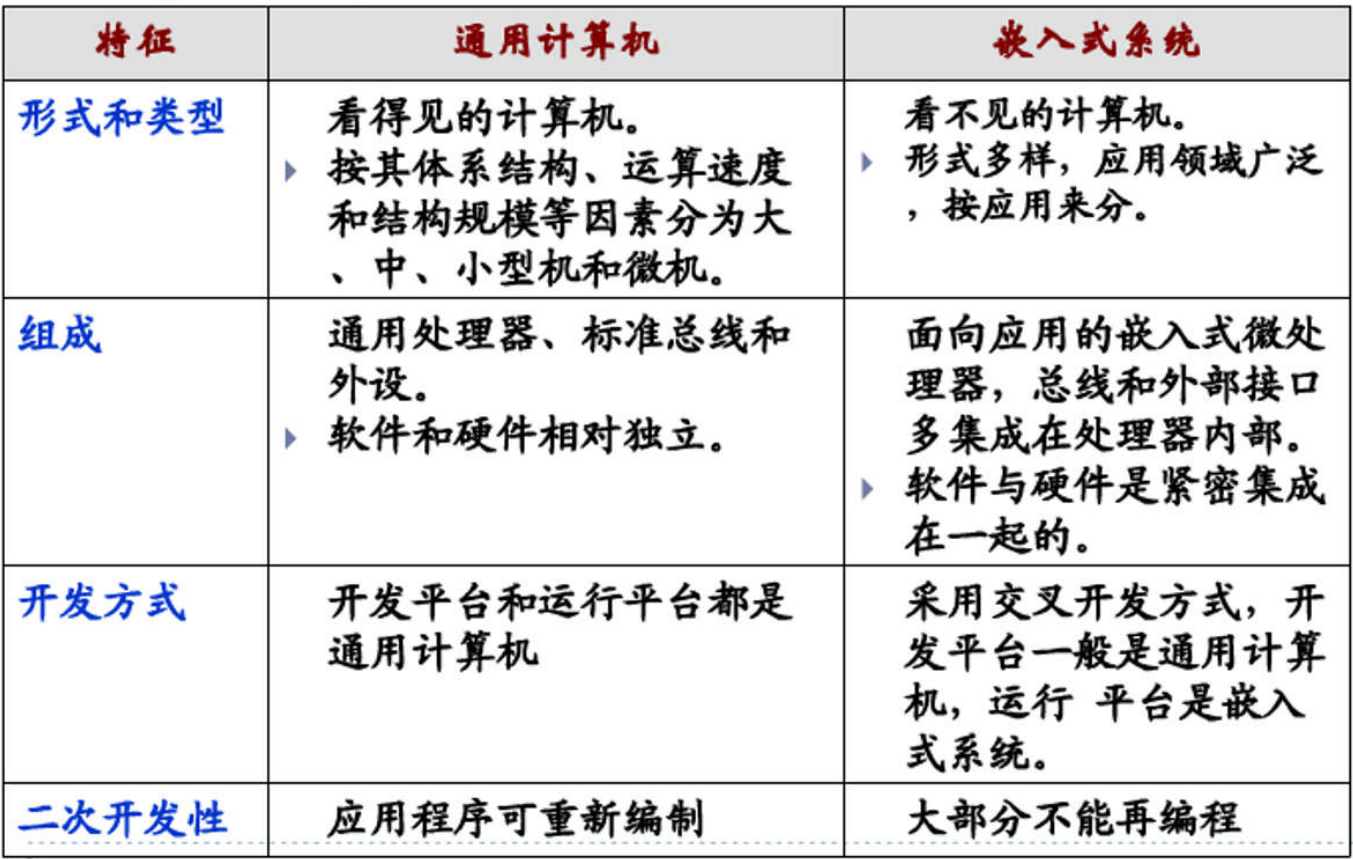 特征
通用计算机
嵌入式系统
形式和类型
看得见的计算机。
按其体系结构、运算速度
和结构规模等因素分为大
、中、小型机和微机。
看不见的计算机。
形式多样，应用领域广泛
，按应用来分。
组成
通用处理器、标准总线和
外设。
软件和硬件相对独立。
面向应用的嵌入式微处
理器，总线和外部接口
多集成在处理器内部。
软件与硬件是紧密集成
在一起的。
开发方式
开发平台和运行平台都是
通用计算机
采用交叉开发方式，开
发平台一般是通用计算
机，运行 平台是嵌入
式系统。
二次开发性
应用程序可重新编制
大部分不能再编程